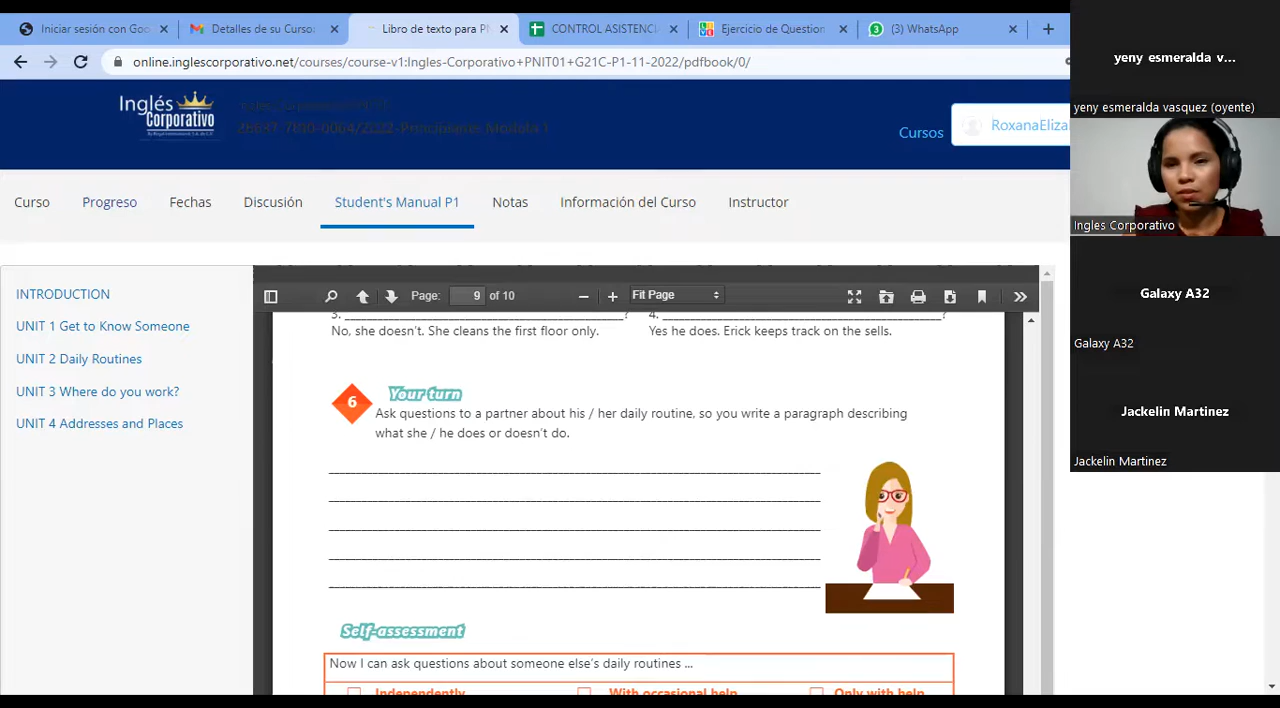 Iniciar sesión con Goo
Detalles de su Curso:
Libro de texto para PN
CONTROL ASISTENCI
Ejercicio de Question
3
(3) WhatsApp
online.inglescorporativo.net/courses/course-v1:Ingles-Corporativo+PNIT01+G21C-P1-11-2022/pdfbook/0/
Inglés
Corporativo
Cursos
RoxanaEliza
Curso
Progreso
Fechas
Discusión
Student's Manual P1
Notas
Información del Curso
Instructor
INTRODUCTION
UNIT 1 Get to Know Someone
UNIT 2 Daily Routines
UNIT 3 Where do you work?
UNIT 4 Addresses and Places
Page: 9 of 10
Fit Page
3. ______________________________?
4. ______________________________?
No, she doesn't. She cleans the first floor only.
Yes he does. Erick keeps track on the sells.
6
Your turn
Ask questions to a partner about his / her daily routine, so you write a paragraph describing
what she / he does or doesn't do.
Self-assessment
Now I can ask questions about someone else's daily routines ...
Independently
With occasional help
Only with help
yeny esmeralda v...
yeny esmeralda vasquez (oyente)
Ingles Corporativo
Galaxy A32
Galaxy A32
Jackelin Martinez
Jackelin Martinez